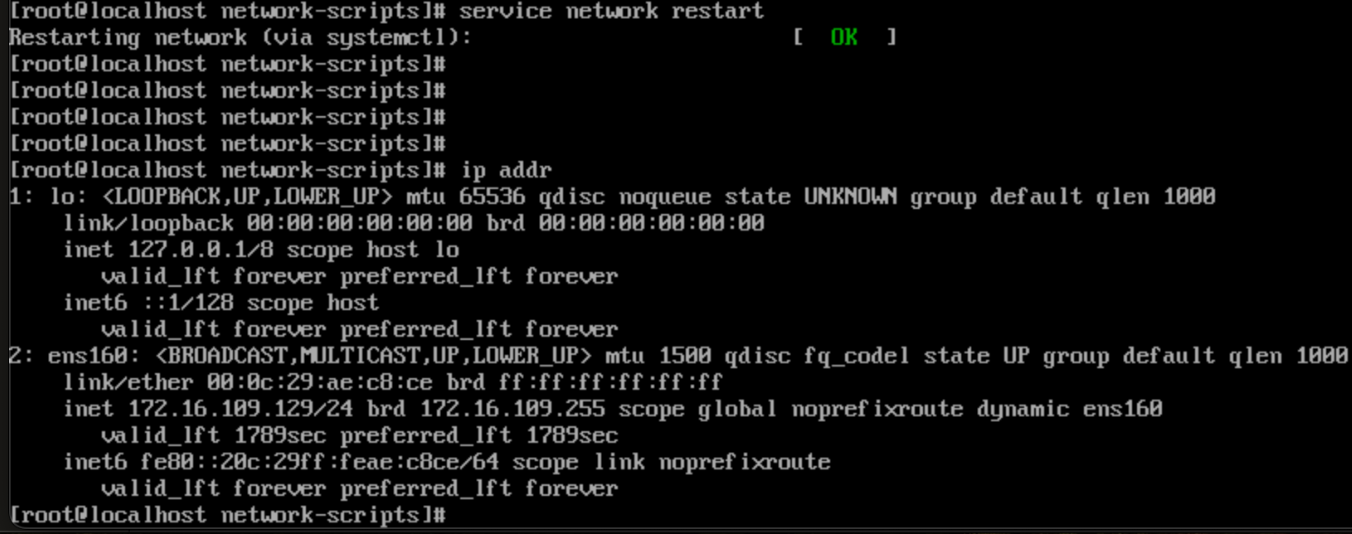 [root@localhost network-scripts]# service network restart
Restarting network (via systemctl):                        [  OK  ]
[root@localhost network-scripts]#
[root@localhost network-scripts]#
[root@localhost network-scripts]#
[root@localhost network-scripts]#
[root@localhost network-scripts]# ip addr
1: lo: <LOOPBACK,UP,LOWER_UP> mtu 65536 qdisc noqueue state UNKNOWN group default qlen 1000
    link/loopback 00:00:00:00:00:00 brd 00:00:00:00:00:00
    inet 127.0.0.1/8 scope host lo
       valid_lft forever preferred_lft forever
    inet6 ::1/128 scope host
       valid_lft forever preferred_lft forever
2: ens160: <BROADCAST,MULTICAST,UP,LOWER_UP> mtu 1500 qdisc fq_codel state UP group default qlen 1000
    link/ether 00:0c:29:ae:c8:ce brd ff:ff:ff:ff:ff:ff
    inet 172.16.109.129/24 brd 172.16.109.255 scope global noprefixroute dynamic ens160
       valid_lft 1789sec preferred_lft 1789sec
    inet6 fe80::20c:29ff:feae:c8ce/64 scope link noprefixroute
       valid_lft forever preferred_lft forever
[root@localhost network-scripts]#